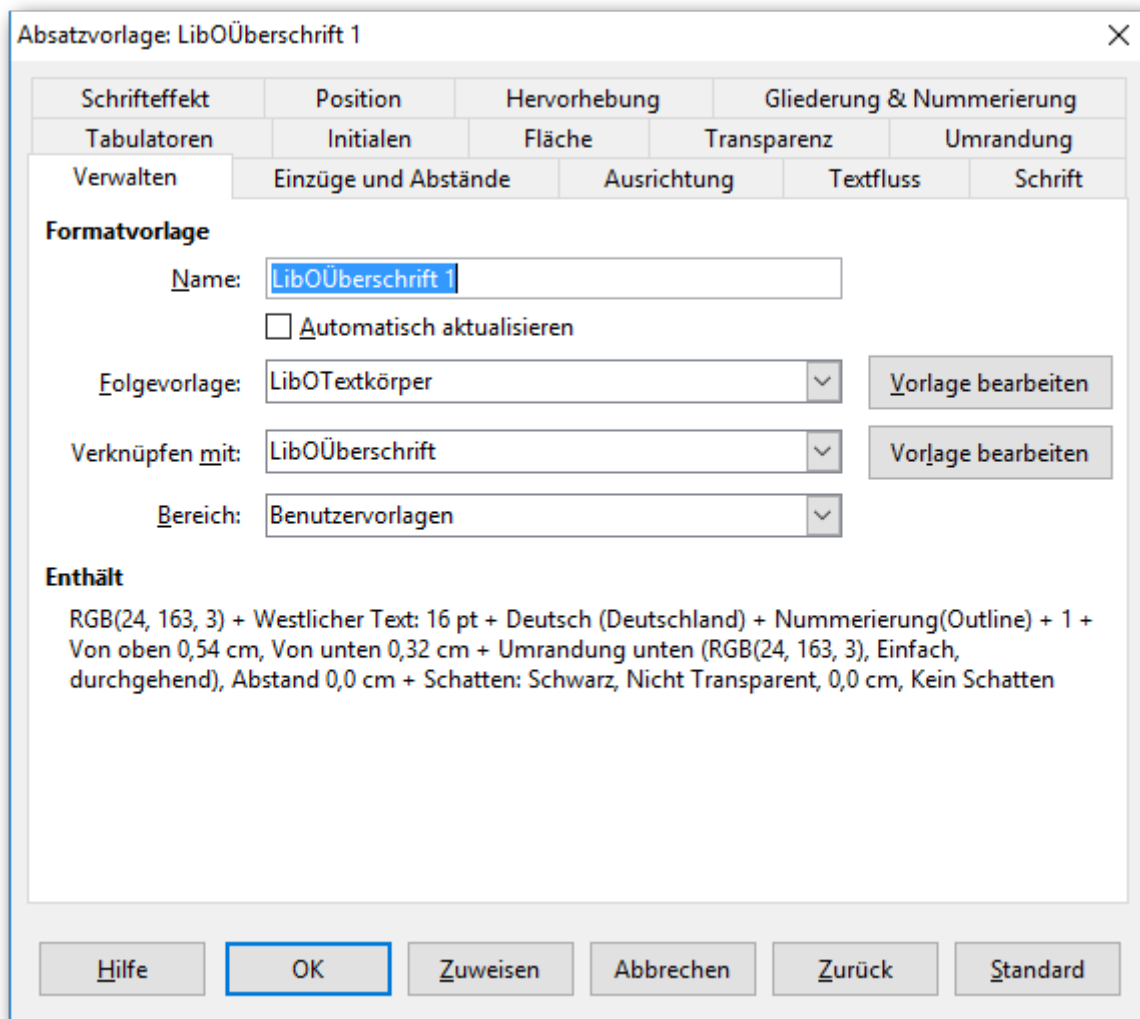 Absatzvorlage: LibOÜberschrift 1
Schrifteffekt Position Hervorhebung Gliederung & Nummerierung
Tabulatoren Initialen Fläche Transparenz Umrandung
Verwalten Einzüge und Abstände Ausrichtung Textfluss Schrift
Formatvorlage
Name: LibOÜberschrift 1
Automatisch aktualisieren
Folgevorlage: LibOTextkörper Vorlage bearbeiten
Verknüpfen mit: LibOÜberschrift Vorlage bearbeiten
Bereich: Benutzervorlagen
Enthält
RGB(24, 163, 3) + Westlicher Text: 16 pt + Deutsch (Deutschland) + Nummerierung(Outline) + 1 +
Von oben 0,54 cm, Von unten 0,32 cm + Umrandung unten (RGB(24, 163, 3), Einfach,
durchgehend), Abstand 0,0 cm + Schatten: Schwarz, Nicht Transparent, 0,0 cm, Kein Schatten
Hilfe OK Zuweisen Abbrechen Zurück Standard